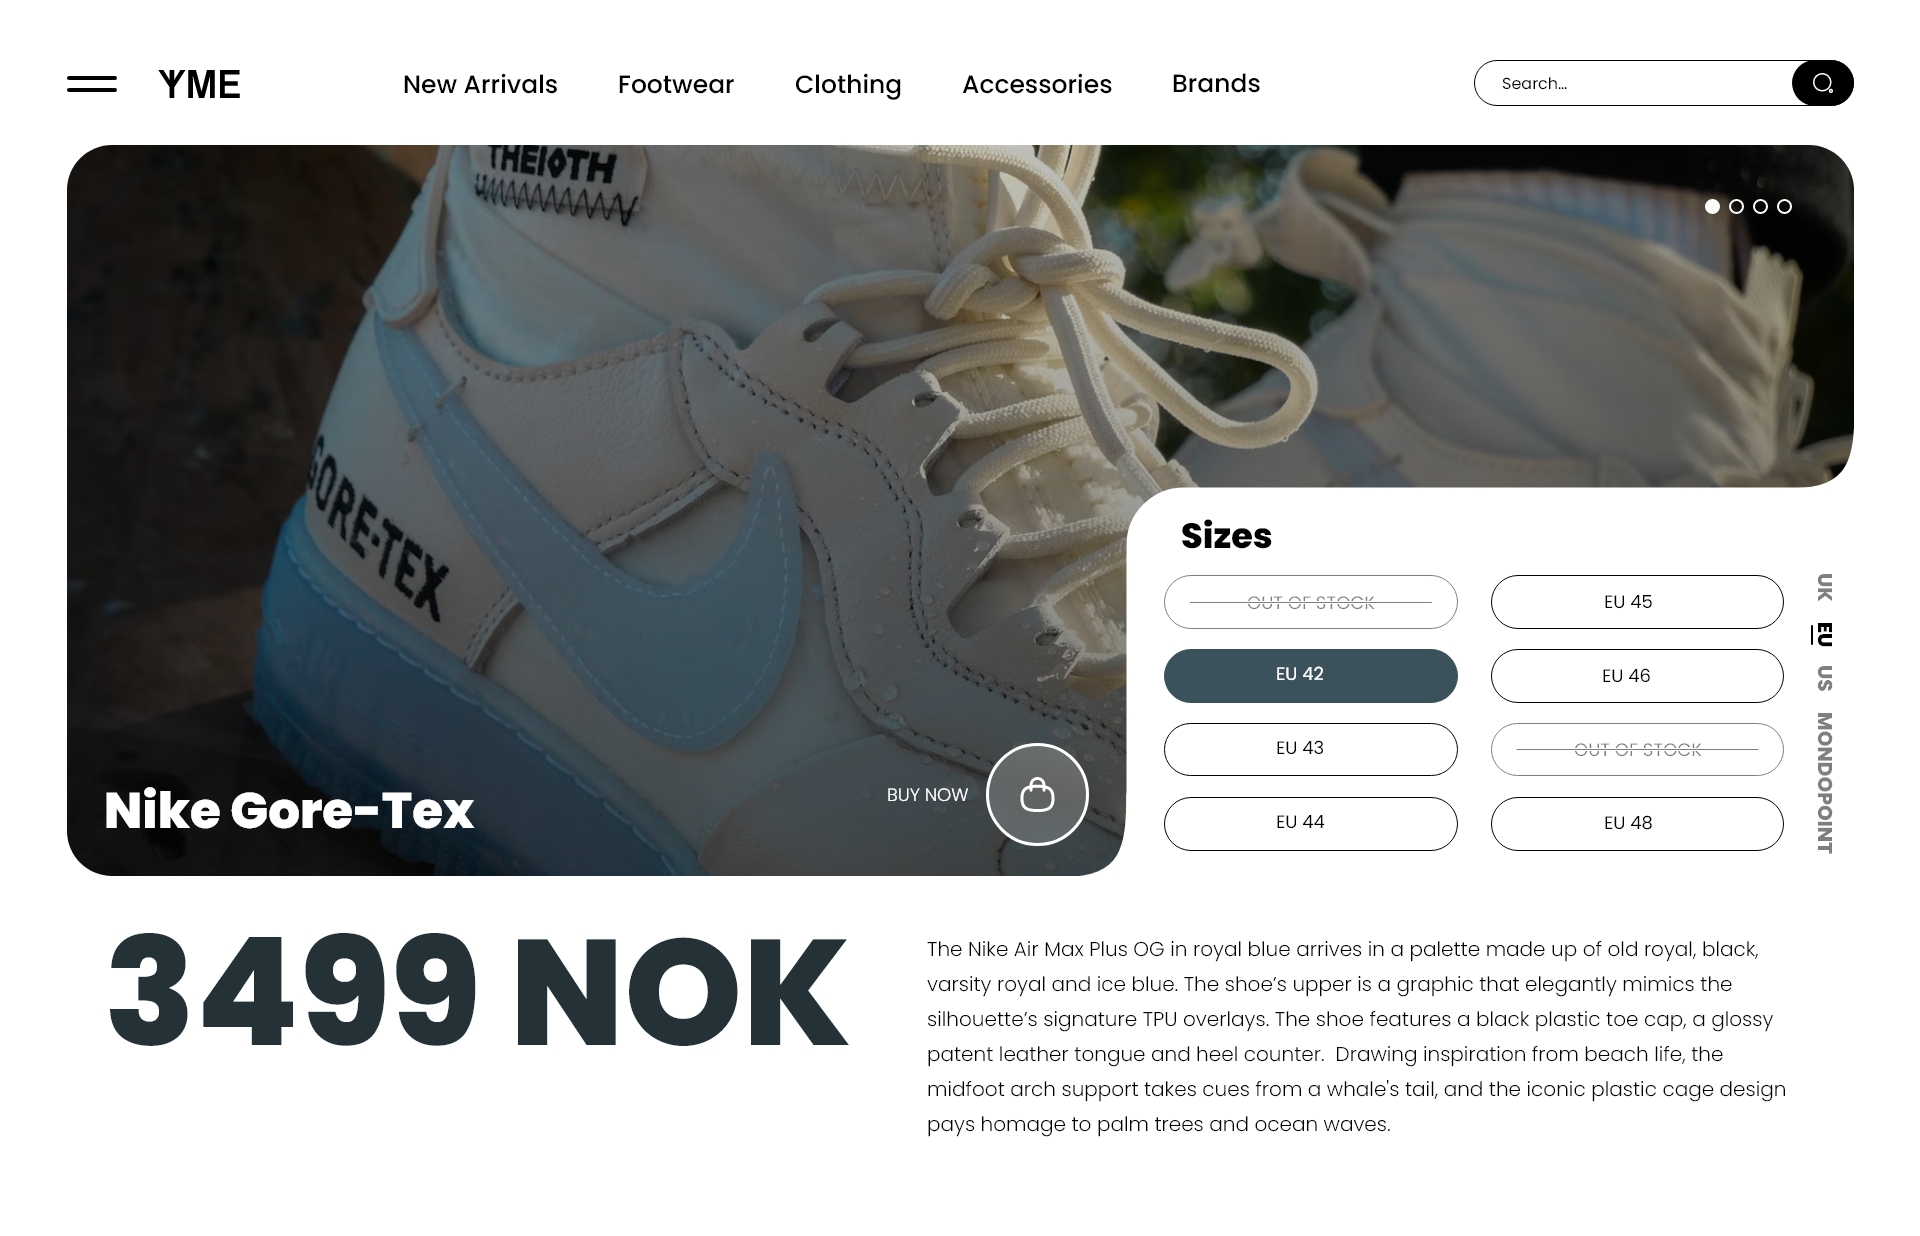 YME
New Arrivals
Footwear
Clothing
Accessories
Brands
Search...
THE10TH
GORE-TEX
Nike Gore-Tex
BUY NOW
Sizes
OUT OF STOCK
EU 45
EU 42
EU 46
EU 43
OUT OF STOCK
EU 44
EU 48
UK
EU
US
MONDOPOINT
3499 NOK
The Nike Air Max Plus OG in royal blue arrives in a palette made up of old royal, black,
varsity royal and ice blue. The shoe’s upper is a graphic that elegantly mimics the
silhouette’s signature TPU overlays. The shoe features a black plastic toe cap, a glossy
patent leather tongue and heel counter.  Drawing inspiration from beach life, the
midfoot arch support takes cues from a whale's tail, and the iconic plastic cage design
pays homage to palm trees and ocean waves.